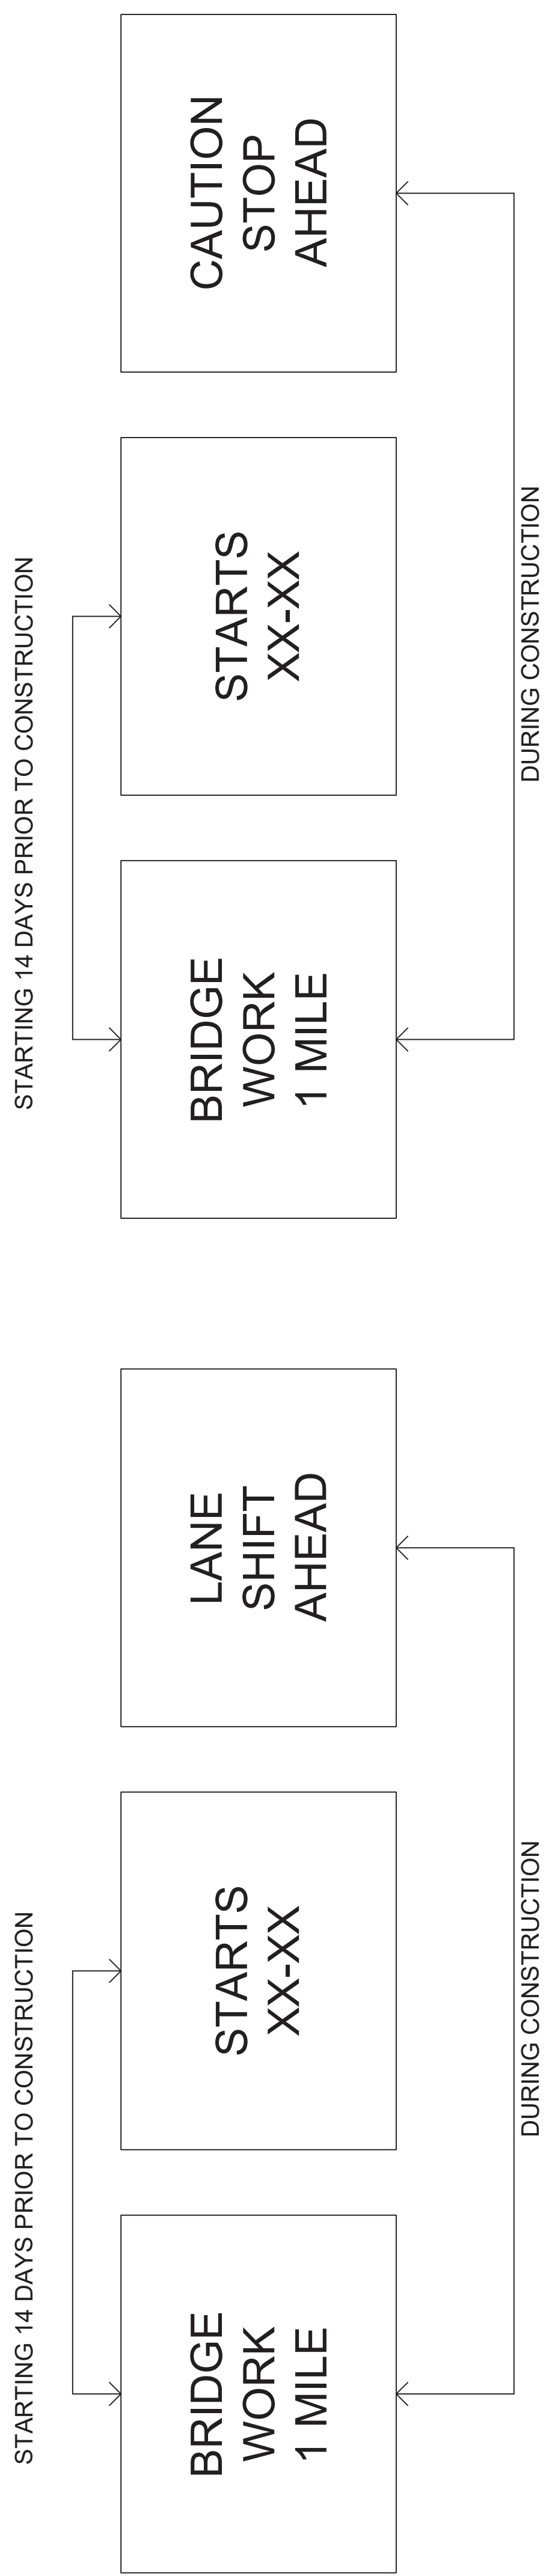 STARTING 14 DAYS PRIOR TO CONSTRUCTION
BRIDGE
WORK
1 MILE
STARTS
XX-XX
LANE
SHIFT
AHEAD
DURING CONSTRUCTION
STARTING 14 DAYS PRIOR TO CONSTRUCTION
BRIDGE
WORK
1 MILE
STARTS
XX-XX
CAUTION
STOP
AHEAD
DURING CONSTRUCTION